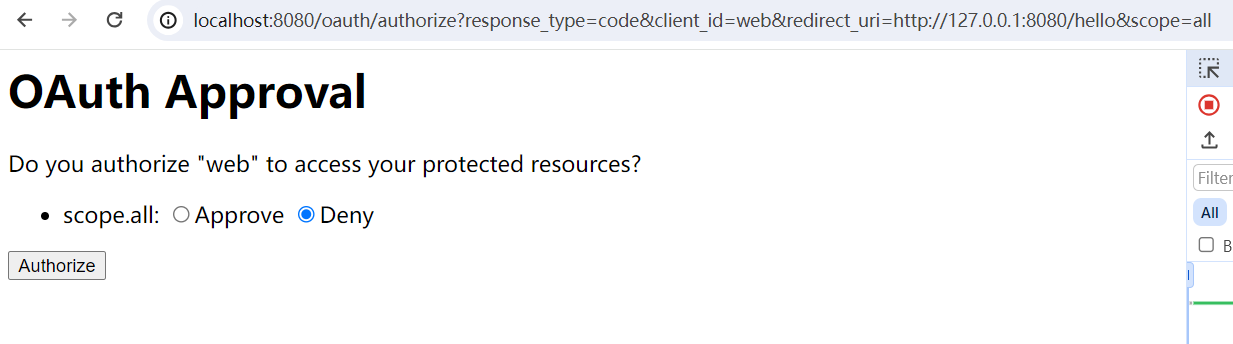 localhost:8080/oauth/authorize?response_type=code&client_id=web&redirect_uri=http://127.0.0.1:8080/hello&scope=all
OAuth Approval
Do you authorize "web" to access your protected resources?
scope.all: Approve Deny
Authorize
Filter
All
B